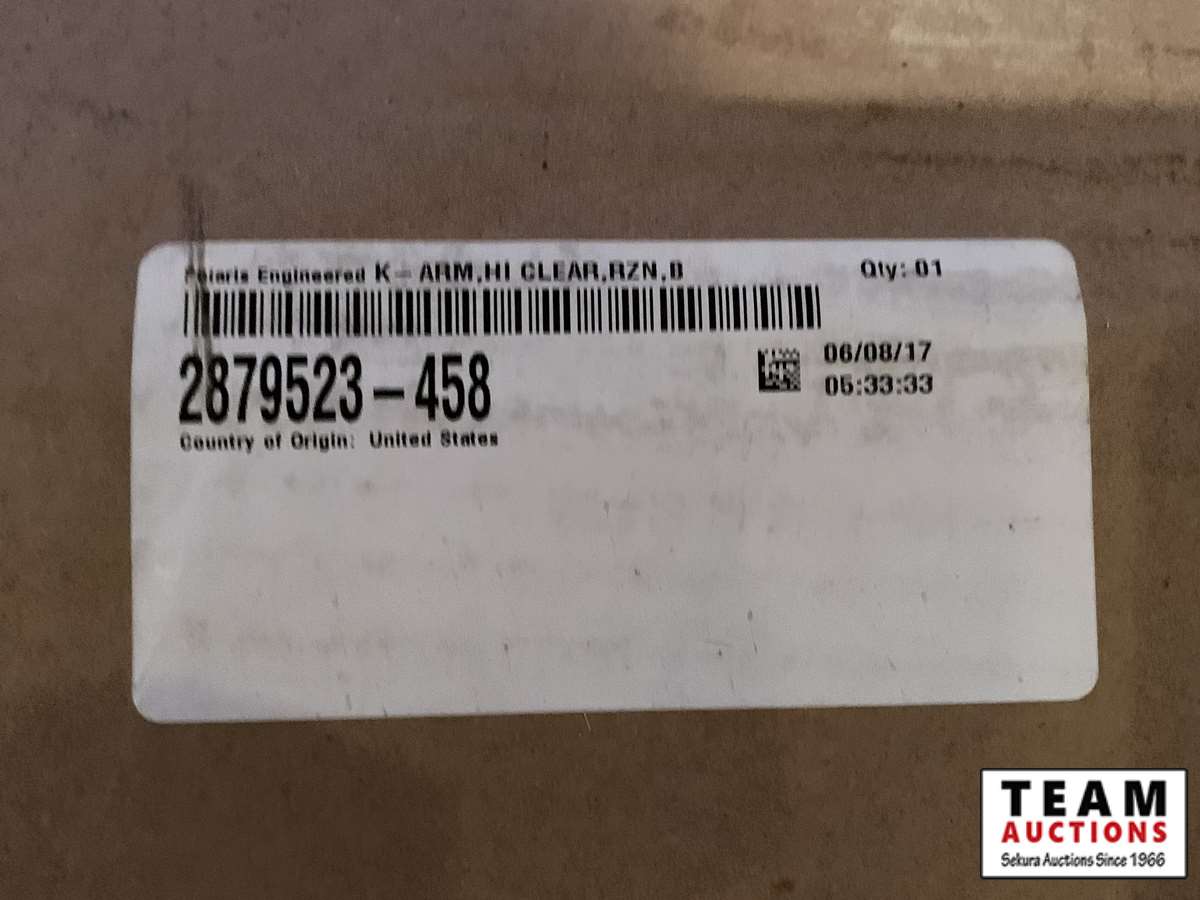 Polaris Engineered K-ARM,HI CLEAR,RZN,B Qty: 01
2879523-458
06/08/17
05:33:33
Country of Origin: United States
TEAM
AUCTIONS
Sekura Auctions Since 1966